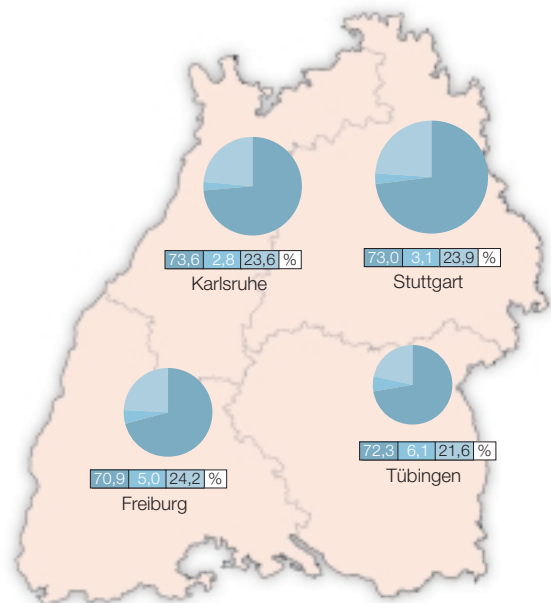 73,6 2,8 23,6 %
Karlsruhe
73,0 3,1 23,9 %
Stuttgart
70,9 5,0 24,2 %
Freiburg
72,3 6,1 21,6 %
Tübingen